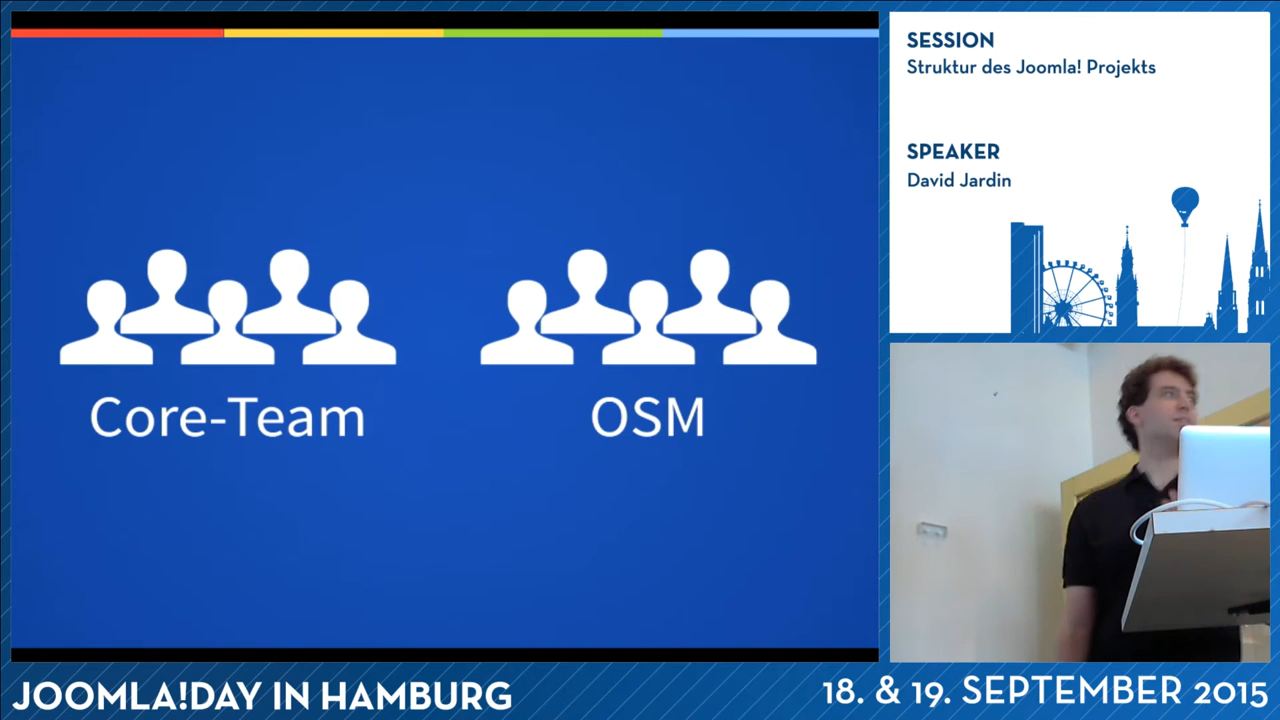 Core-Team
OSM
SESSION
Struktur des Joomla! Projekts
SPEAKER
David Jardin
JOOMLA!DAY IN HAMBURG
18. & 19. SEPTEMBER 2015